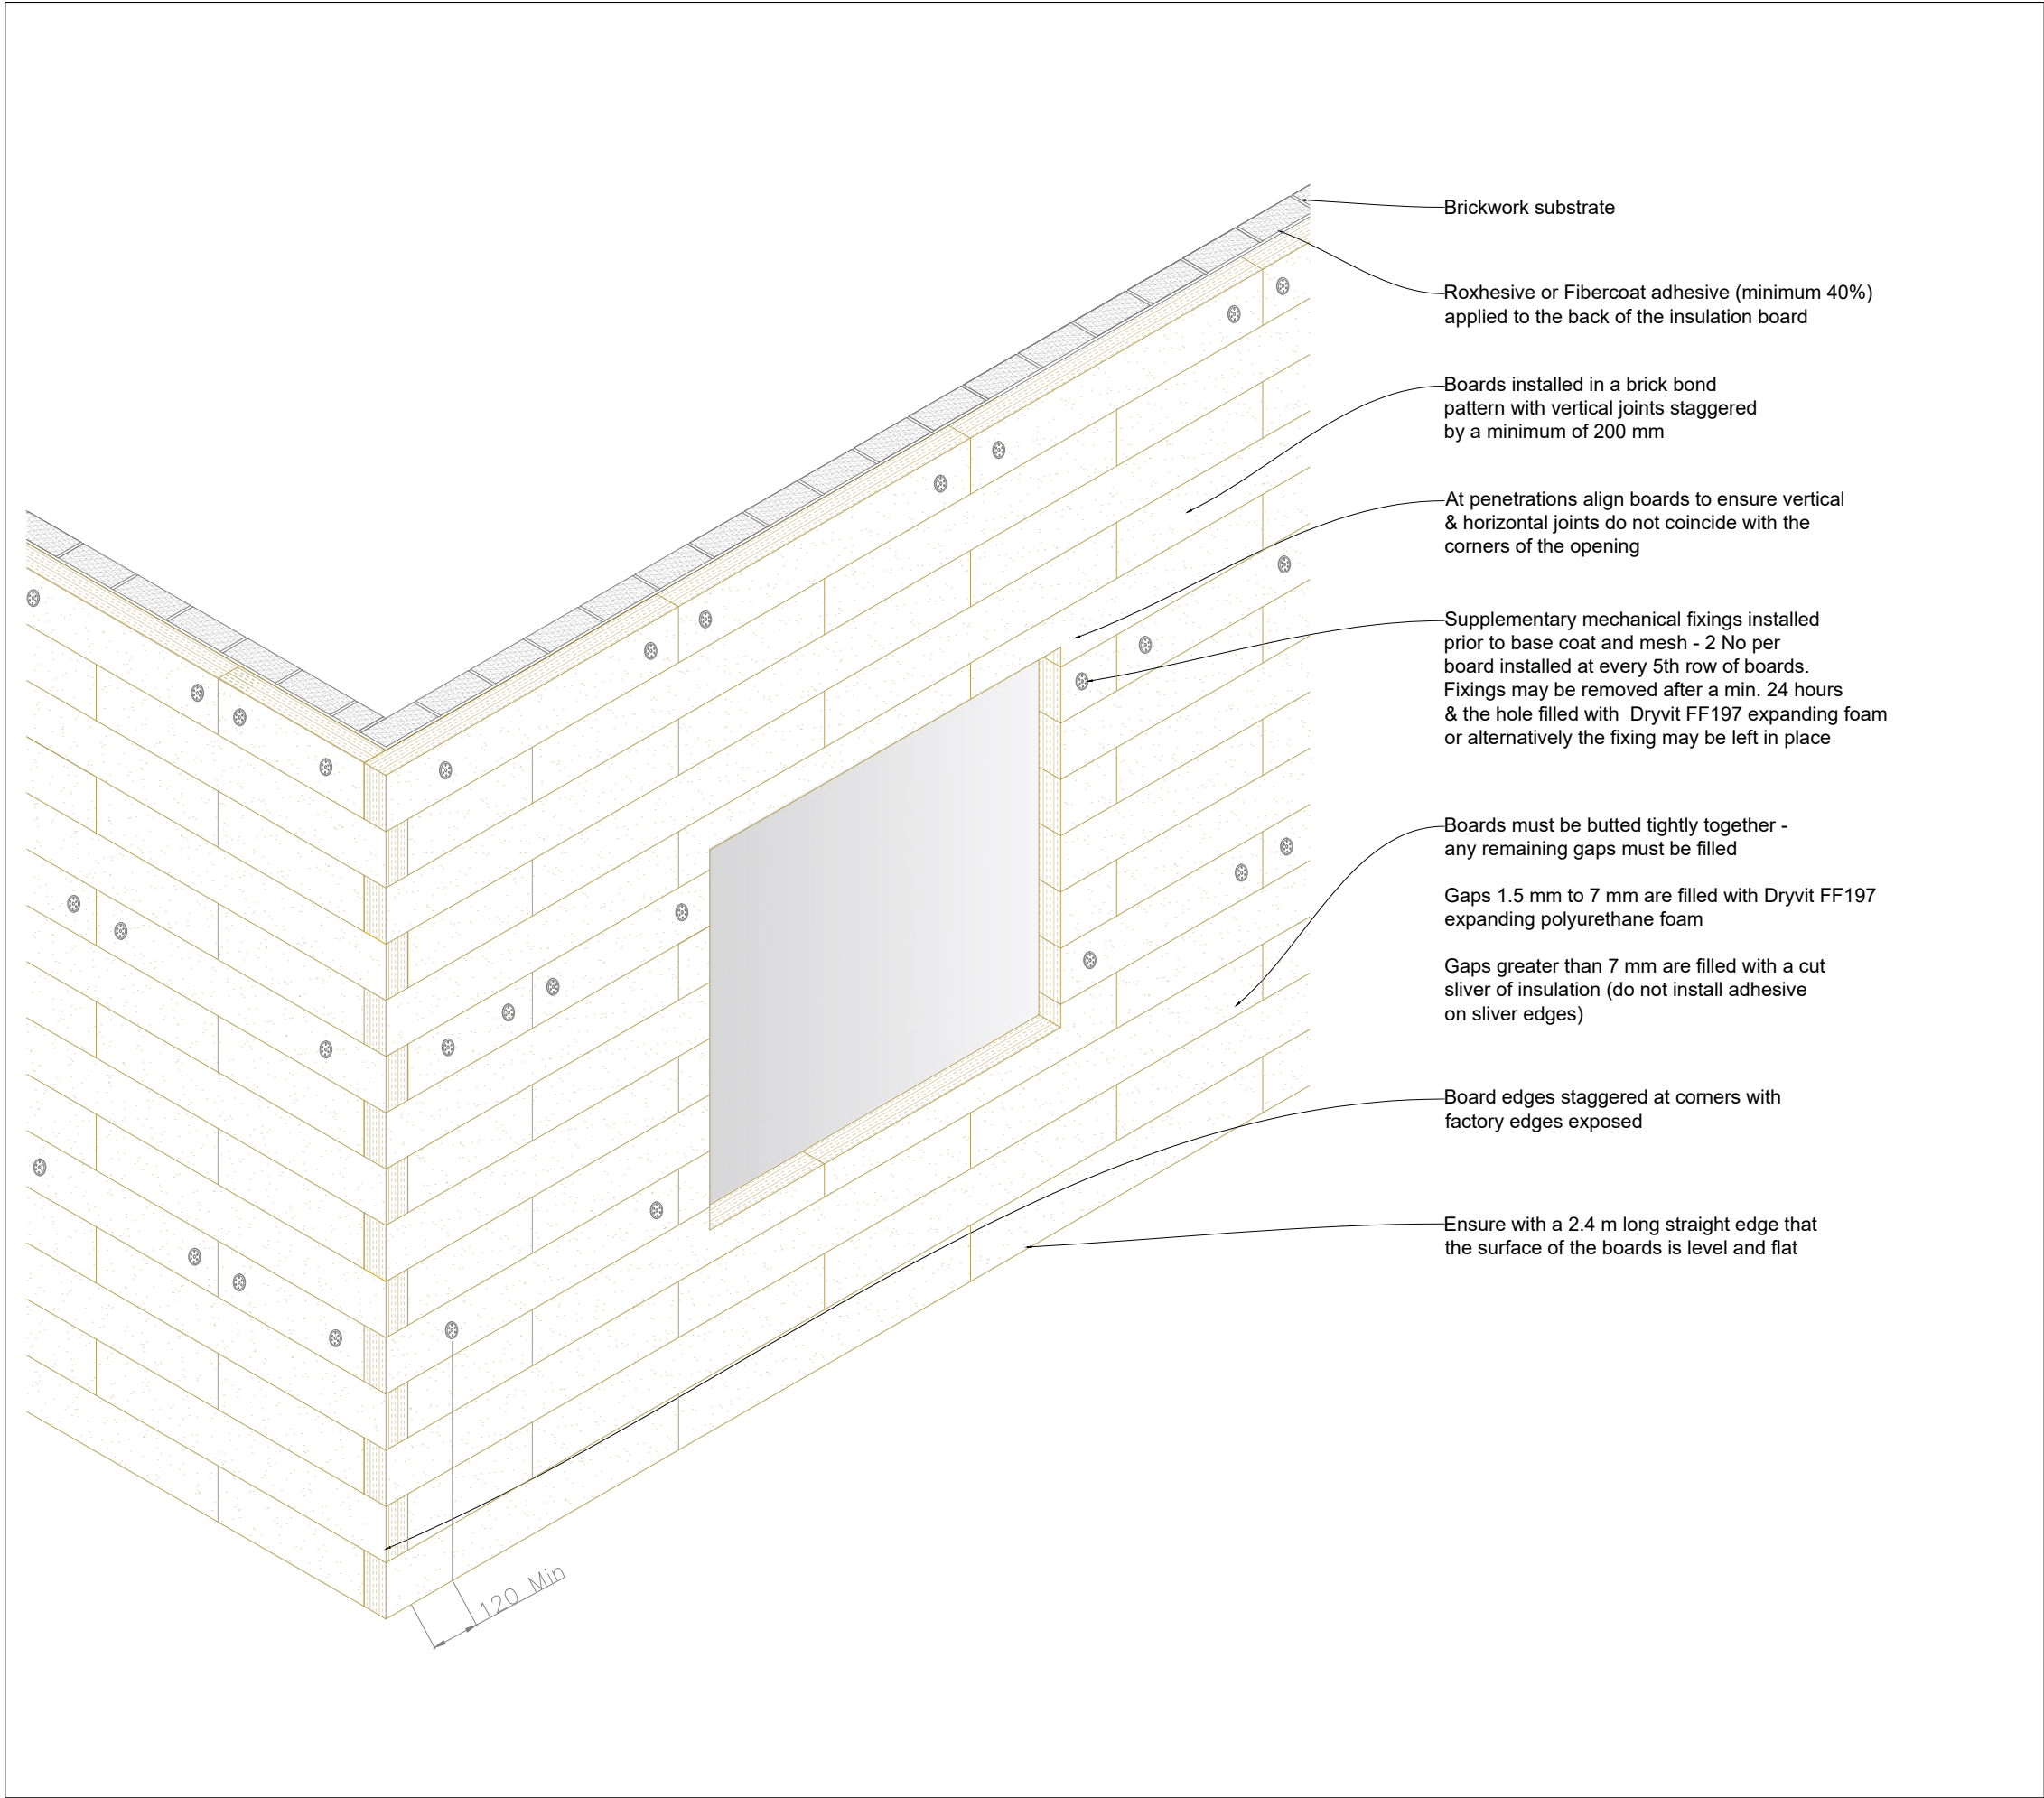 Brickwork substrate
Roxhesive or Fibercoat adhesive (minimum 40%)
applied to the back of the insulation board
Boards installed in a brick bond
pattern with vertical joints staggered
by a minimum of 200 mm
At penetrations align boards to ensure vertical
& horizontal joints do not coincide with the
corners of the opening
Supplementary mechanical fixings installed
prior to base coat and mesh - 2 No per
board installed at every 5th row of boards.
Fixings may be removed after a min. 24 hours
& the hole filled with Dryvit FF197 expanding foam
or alternatively the fixing may be left in place
Boards must be butted tightly together -
any remaining gaps must be filled
Gaps 1.5 mm to 7 mm are filled with Dryvit FF197
expanding polyurethane foam
Gaps greater than 7 mm are filled with a cut
sliver of insulation (do not install adhesive
on sliver edges)
Board edges staggered at corners with
factory edges exposed
Ensure with a 2.4 m long straight edge that
the surface of the boards is level and flat
120 Min